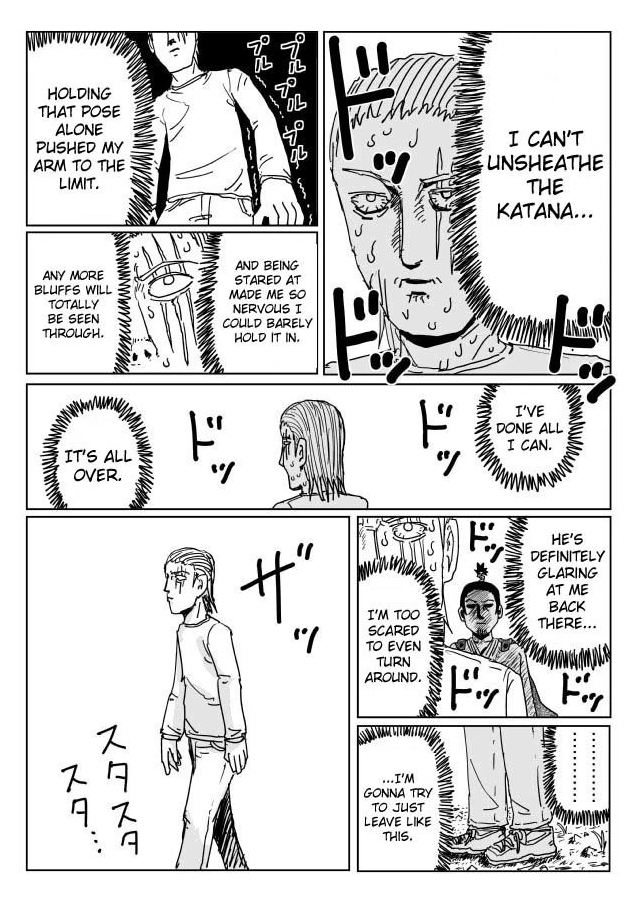 I CAN'T
UNSHEATHE
THE
KATANA...
ドッ
ドッ
ドッ
プルプル
プルプル
プル
HOLDING
THAT POSE
ALONE
PUSHED MY
ARM TO THE
LIMIT.
AND BEING
STARED AT
MADE ME SO
NERVOUS I
COULD BARELY
HOLD IT IN.
ANY MORE
BLUFFS WILL
TOTALLY
BE SEEN
THROUGH.
I'VE
DONE ALL
I CAN.
ドッ
ドッ
IT'S ALL
OVER.
HE'S
DEFINITELY
GLARING
AT ME
BACK
THERE...
ドッ
ドッ
ドッ
I'M TOO
SCARED
TO EVEN
TURN
AROUND.
............
...I'M
GONNA TRY
TO JUST
LEAVE LIKE
THIS.
ザッ
スタスタ
スタ...